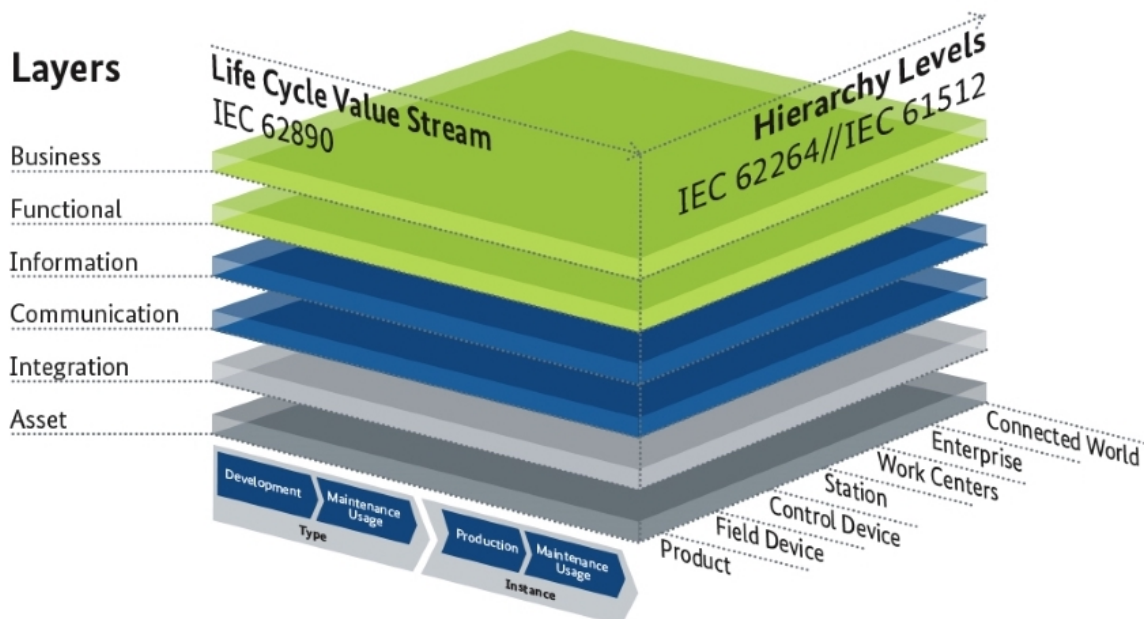 Layers
Life Cycle Value Stream
IEC 62890
Hierarchy Levels
IEC 62264//IEC 61512
Business
Functional
Information
Communication
Integration
Asset
Development
Maintenance
Usage
Type
Production
Maintenance
Usage
Instance
Product
Field Device
Control Device
Station
Work Centers
Enterprise
Connected World